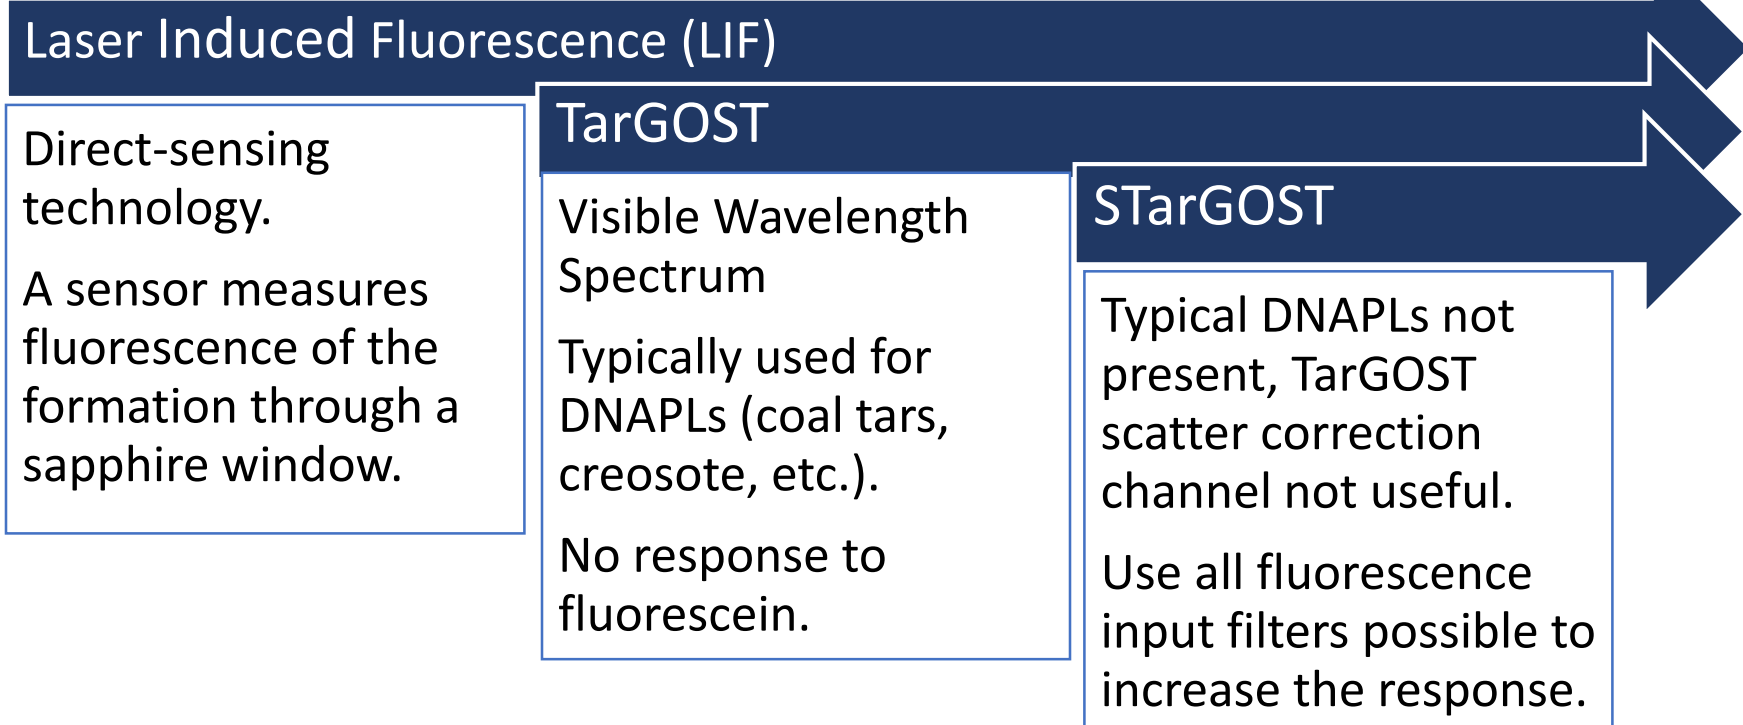 Laser Induced Fluorescence (LIF)
Direct-sensing
technology.
A sensor measures
fluorescence of the
formation through a
sapphire window.
TarGOST
Visible Wavelength
Spectrum
Typically used for
DNAPLs (coal tars,
creosote, etc.).
No response to
fluorescein.
STarGOST
Typical DNAPLs not
present, TarGOST
scatter correction
channel not useful.
Use all fluorescence
input filters possible to
increase the response.